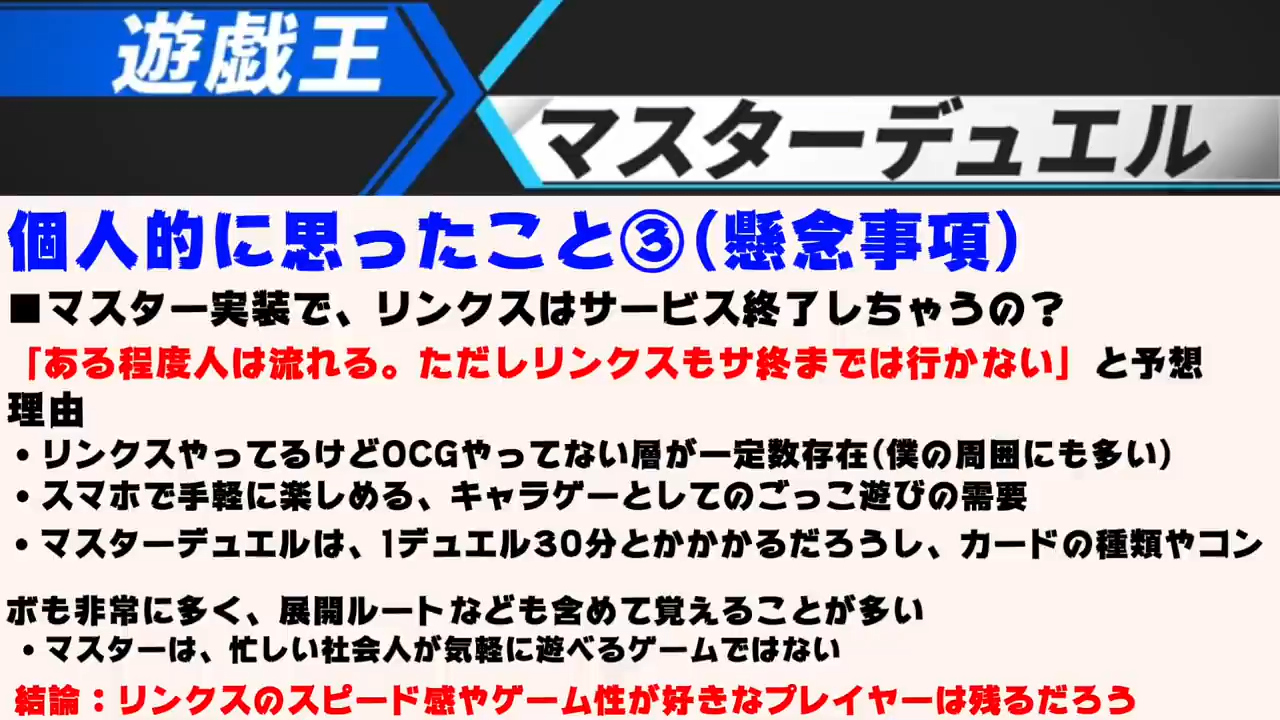 遊戯王
マスターデュエル
個人的に思ったこと③(懸念事項)
■マスター実装で、リンクスはサービス終了しちゃうの？
「ある程度人は流れる。ただしリンクスもサ終までは行かない」と予想
理由
・リンクスやってるけどOCGやってない層が一定数存在(僕の周囲にも多い)
・スマホで手軽に楽しめる、キャラゲーとしてのごっこ遊びの需要
・マスターデュエルは、1デュエル30分とかかかるだろうし、カードの種類やコン
ボも非常に多く、展開ルートなども含めて覚えることが多い
・マスターは、忙しい社会人が気軽に遊べるゲームではない
結論：リンクスのスピード感やゲーム性が好きなプレイヤーは残るだろう